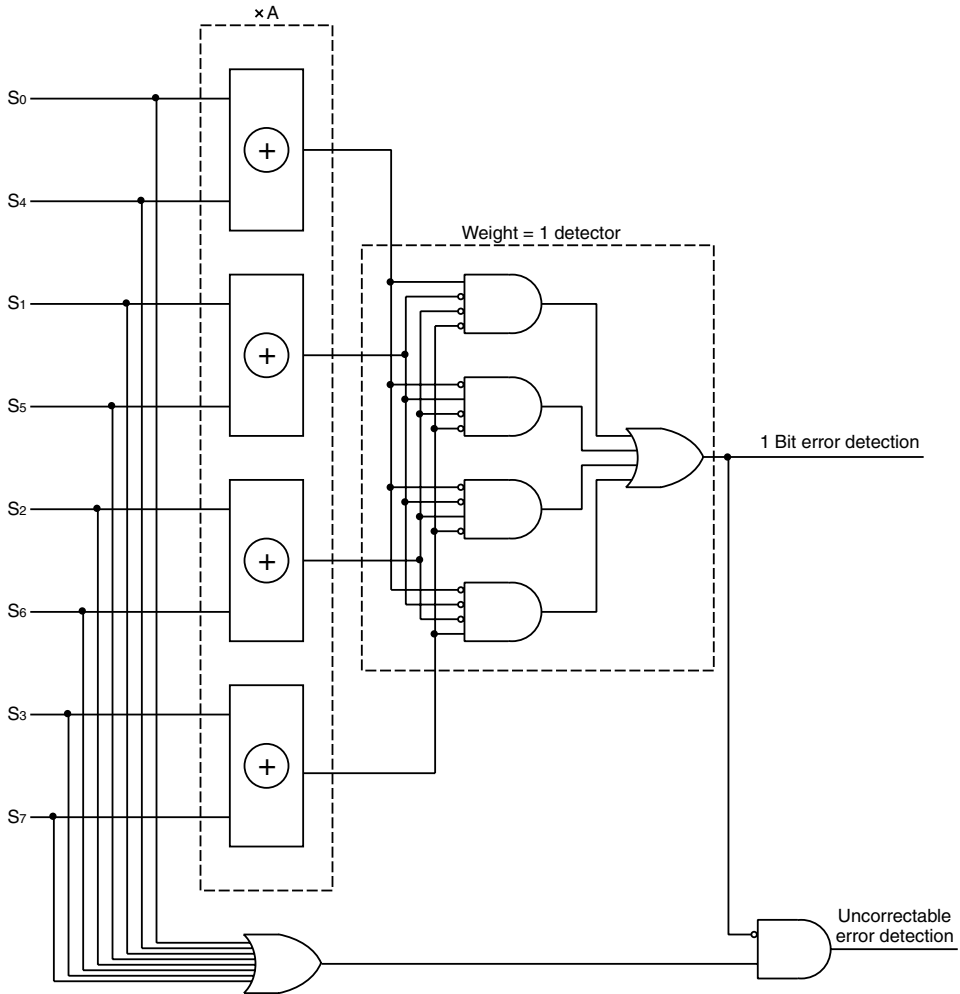 × A
S0
S4
Weight = 1 detector
S1
S5
1 Bit error detection
S2
S6
S3
S7
Uncorrectable
error detection
+
+
+
+